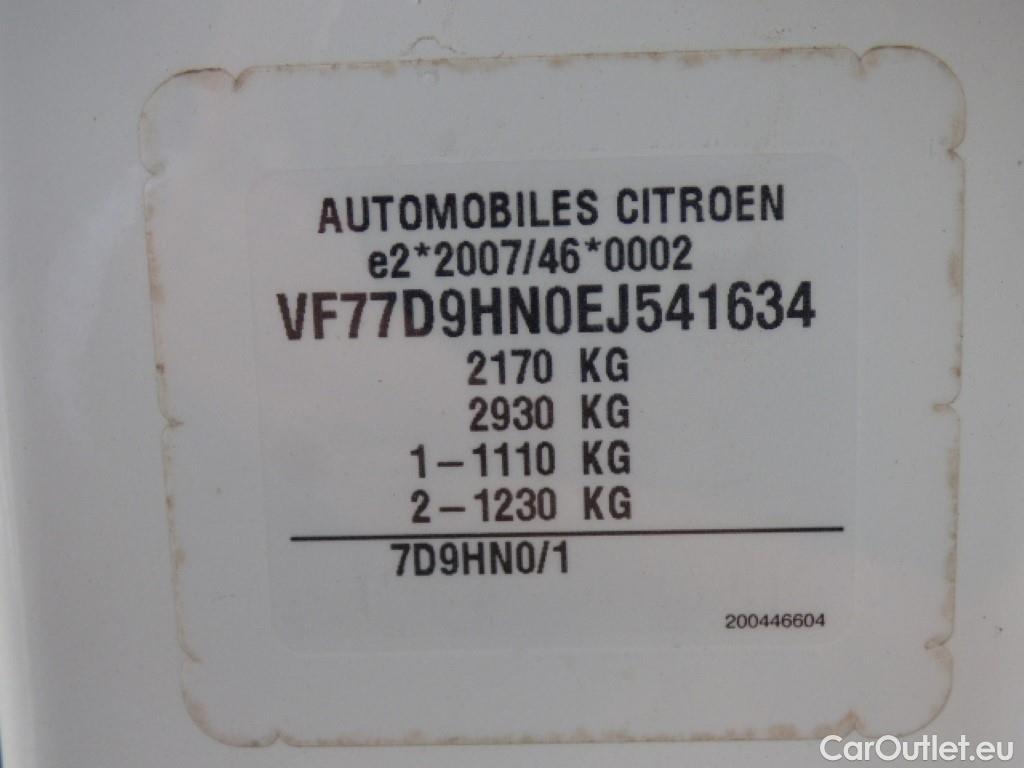 AUTOMOBILES CITROEN
e2*2007/46*0002
VF77D9HN0EJ541634
2170 KG
2930 KG
1-1110 KG
2-1230 KG
7D9HN0/1
200446604
CarOutlet.eu